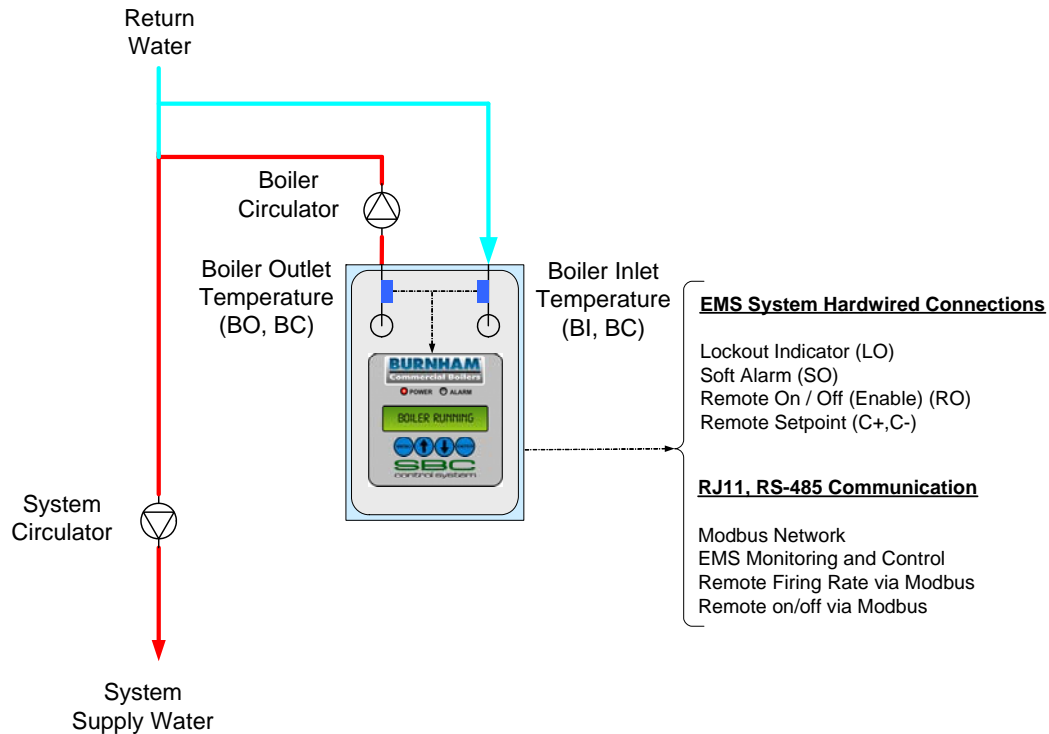 Return
Water
Boiler
Circulator
Boiler Outlet
Temperature
(BO, BC)
Boiler Inlet
Temperature
(BI, BC)
BURNHAM
Commercial Boilers
POWER ALARM
BOILER RUNNING
MENU ENTER
SBC
control system
EMS System Hardwired Connections
Lockout Indicator (LO)
Soft Alarm (SO)
Remote On / Off (Enable) (RO)
Remote Setpoint (C+,C-)
RJ11, RS-485 Communication
Modbus Network
EMS Monitoring and Control
Remote Firing Rate via Modbus
Remote on/off via Modbus
System
Circulator
System
Supply Water